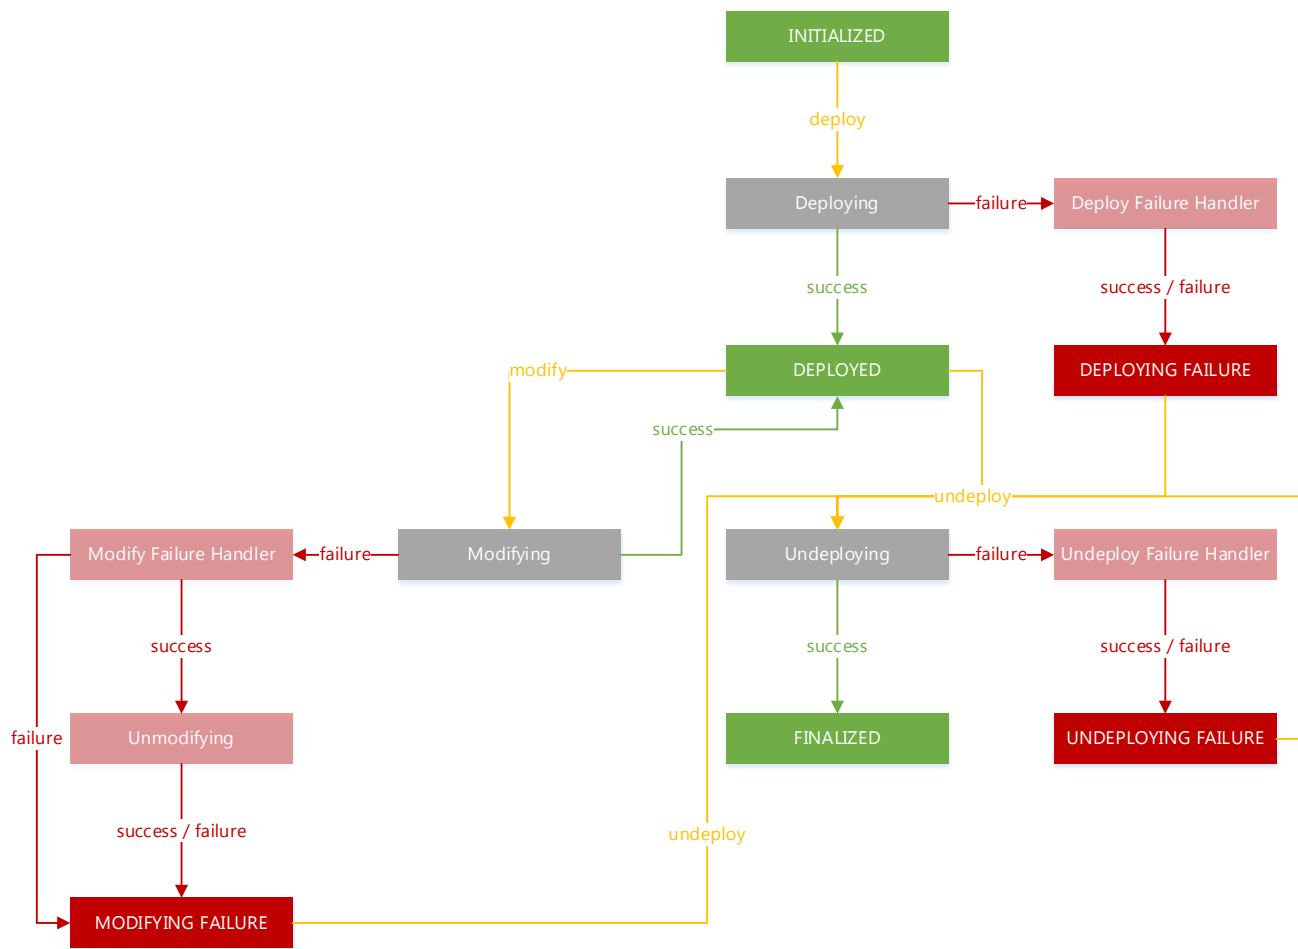 INITIALIZED
deploy
Deploying
failure
Deploy Failure Handler
success
success / failure
modify
DEPLOYED
DEPLOYING FAILURE
success
undeploy
Modify Failure Handler
failure
Modifying
Undeploying
failure
Undeploy Failure Handler
success
success
success / failure
failure
Unmodifying
FINALIZED
UNDEPLOYING FAILURE
success / failure
undeploy
MODIFYING FAILURE